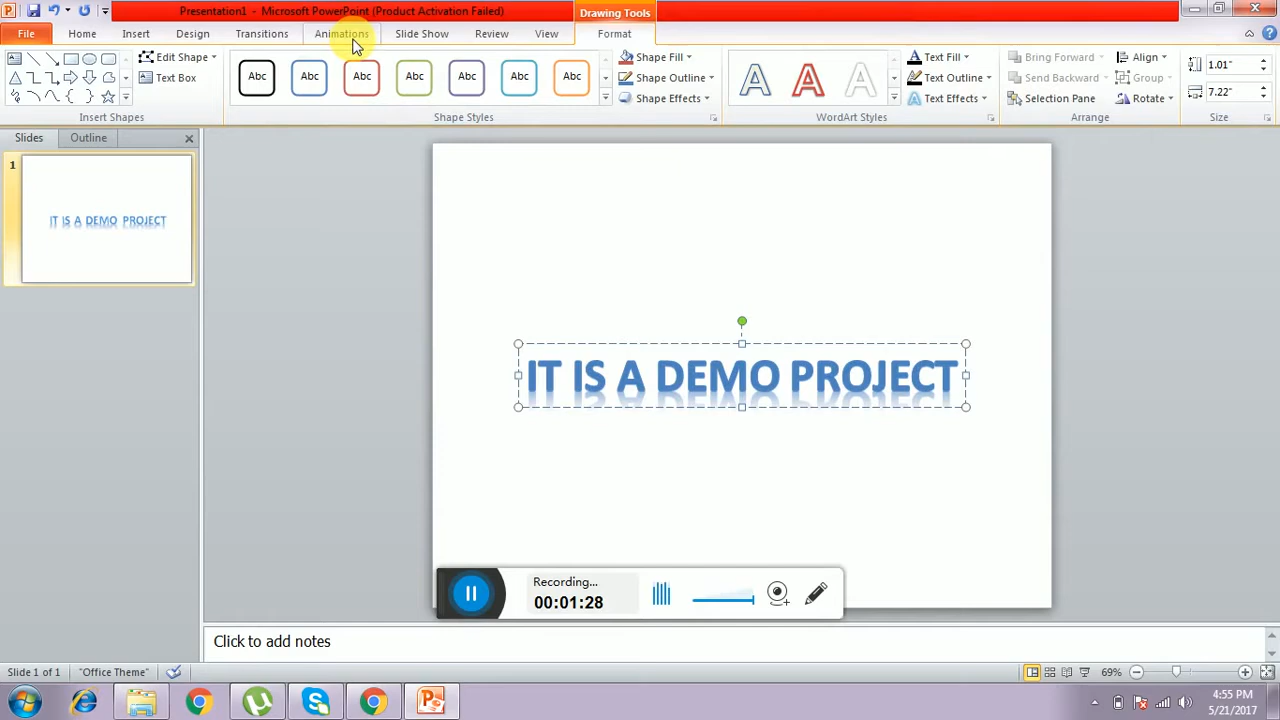 Presentation1 - Microsoft PowerPoint (Product Activation Failed)
Drawing Tools
File Home Insert Design Transitions Animations Slide Show Review View Format
Edit Shape
Text Box
Insert Shapes
Abc Abc Abc Abc Abc Abc Abc
Shape Fill
Shape Outline
Shape Effects
Shape Styles
A A A
Text Fill
Text Outline
Text Effects
WordArt Styles
Bring Forward
Send Backward
Selection Pane
Align
Group
Rotate
Arrange
1.01"
7.22"
Size
Slides Outline
1
IT IS A DEMO PROJECT
IT IS A DEMO PROJECT
Recording...
00:01:28
Click to add notes
Slide 1 of 1 "Office Theme" 69%
4:55 PM
5/21/2017